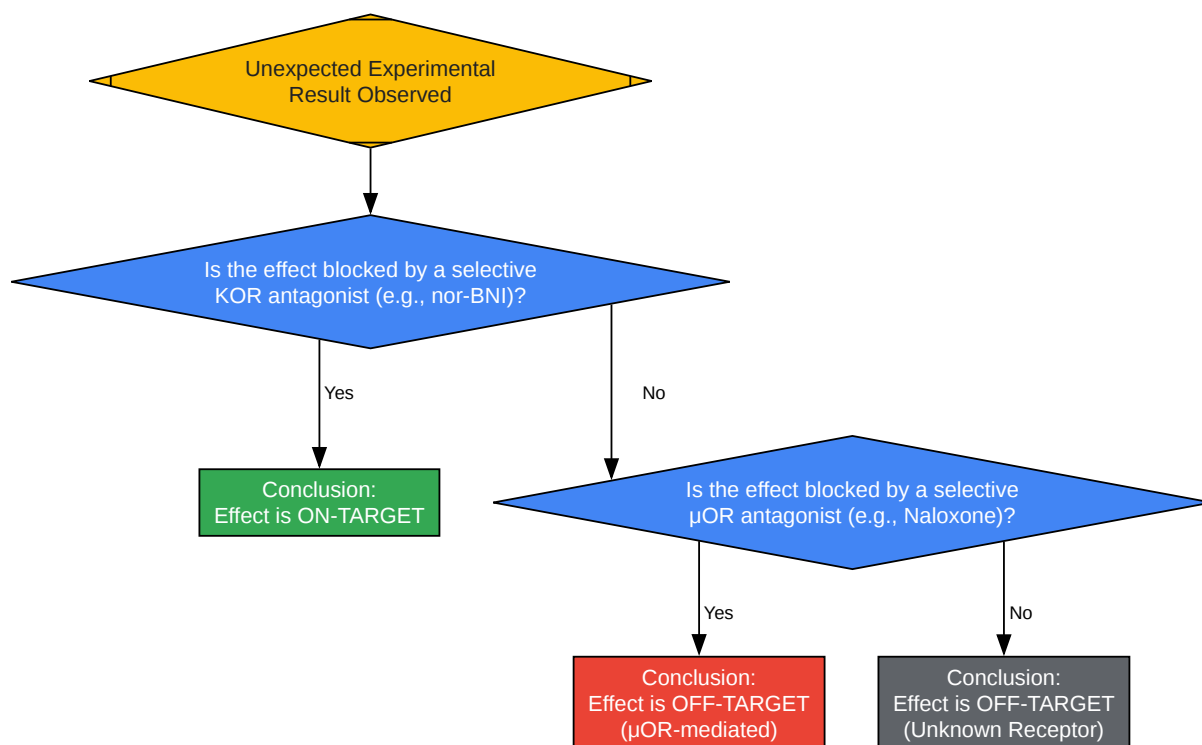 Unexpected Experimental
Result Observed
Is the effect blocked by a selective
KOR antagonist (e.g., nor-BNI)?
Yes
No
Conclusion:
Effect is ON-TARGET
Is the effect blocked by a selective
μOR antagonist (e.g., Naloxone)?
Yes
No
Conclusion:
Effect is OFF-TARGET
(μOR-mediated)
Conclusion:
Effect is OFF-TARGET
(Unknown Receptor)